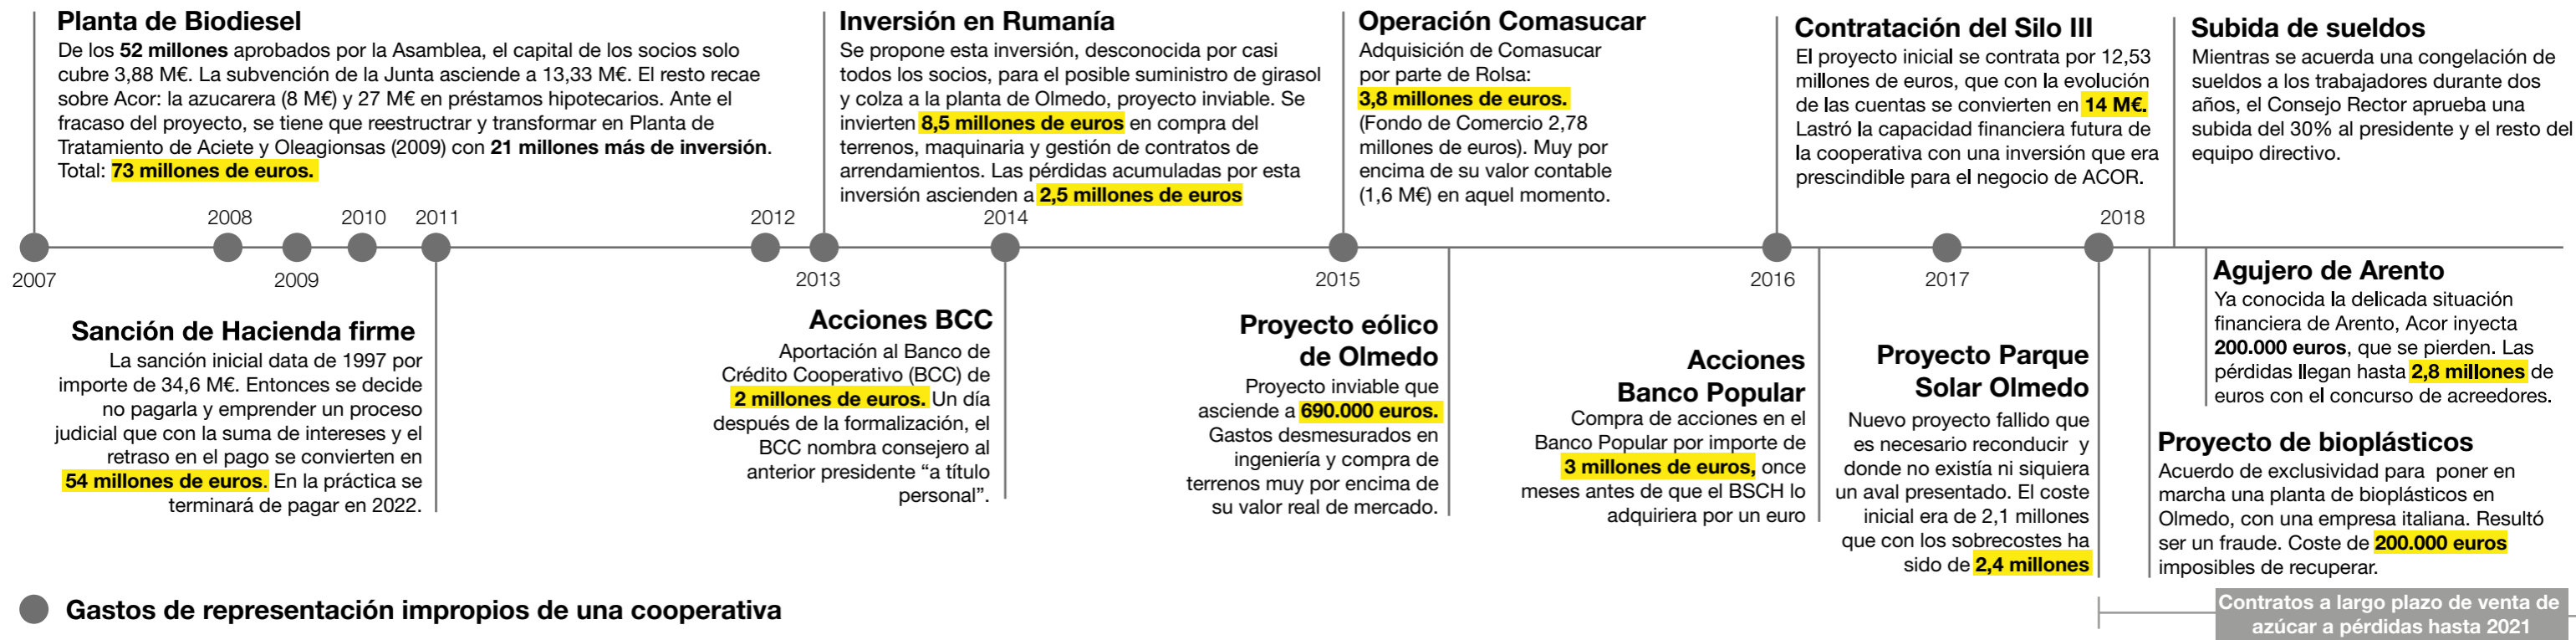 Planta de Biodiesel
De los 52 millones aprobados por la Asamblea, el capital de los socios solo
cubre 3,88 M€. La subvención de la Junta asciende a 13,33 M€. El resto recae
sobre Acor: la azucarera (8 M€) y 27 M€ en préstamos hipotecarios. Ante el
fracaso del proyecto, se tiene que reestructrar y transformar en Planta de
Tratamiento de Aciete y Oleagionsas (2009) con 21 millones más de inversión.
Total: 73 millones de euros.
Inversión en Rumanía
Se propone esta inversión, desconocida por casi
todos los socios, para el posible suministro de girasol
y colza a la planta de Olmedo, proyecto inviable. Se
invierten 8,5 millones de euros en compra del
terrenos, maquinaria y gestión de contratos de
arrendamientos. Las pérdidas acumuladas por esta
inversión ascienden a 2,5 millones de euros
Operación Comasucar
Adquisición de Comasucar
por parte de Rolsa:
3,8 millones de euros.
(Fondo de Comercio 2,78
millones de euros). Muy por
encima de su valor contable
(1,6 M€) en aquel momento.
Contratación del Silo III
El proyecto inicial se contrata por 12,53
millones de euros, que con la evolución
de las cuentas se convierten en 14 M€.
Lastró la capacidad financiera futura de
la cooperativa con una inversión que era
prescindible para el negocio de ACOR.
Subida de sueldos
Mientras se acuerda una congelación de
sueldos a los trabajadores durante dos
años, el Consejo Rector aprueba una
subida del 30% al presidente y el resto del
equipo directivo.
2008
2010
2011
2012
2014
2018
2007
2009
2013
2015
2016
2017
Sanción de Hacienda firme
La sanción inicial data de 1997 por
importe de 34,6 M€. Entonces se decide
no pagarla y emprender un proceso
judicial que con la suma de intereses y el
retraso en el pago se convierten en
54 millones de euros. En la práctica se
terminará de pagar en 2022.
Acciones BCC
Aportación al Banco de
Crédito Cooperativo (BCC) de
2 millones de euros. Un día
después de la formalización, el
BCC nombra consejero al
anterior presidente “a título
personal”.
Proyecto eólico
de Olmedo
Proyecto inviable que
asciende a 690.000 euros.
Gastos desmesurados en
ingeniería y compra de
terrenos muy por encima de
su valor real de mercado.
Acciones
Banco Popular
Compra de acciones en el
Banco Popular por importe de
3 millones de euros, once
meses antes de que el BSCH lo
adquiriera por un euro
Proyecto Parque
Solar Olmedo
Nuevo proyecto fallido que
es necesario reconducir y
donde no existía ni siquiera
un aval presentado. El coste
inicial era de 2,1 millones
que con los sobrecostes ha
sido de 2,4 millones
Agujero de Arento
Ya conocida la delicada situación
financiera de Arento, Acor inyecta
200.000 euros, que se pierden. Las
pérdidas llegan hasta 2,8 millones de
euros con el concurso de acreedores.
Proyecto de bioplásticos
Acuerdo de exclusividad para poner en
marcha una planta de bioplásticos en
Olmedo, con una empresa italiana. Resultó
ser un fraude. Coste de 200.000 euros
imposibles de recuperar.
Gastos de representación impropios de una cooperativa
Contratos a largo plazo de venta de
azúcar a pérdidas hasta 2021